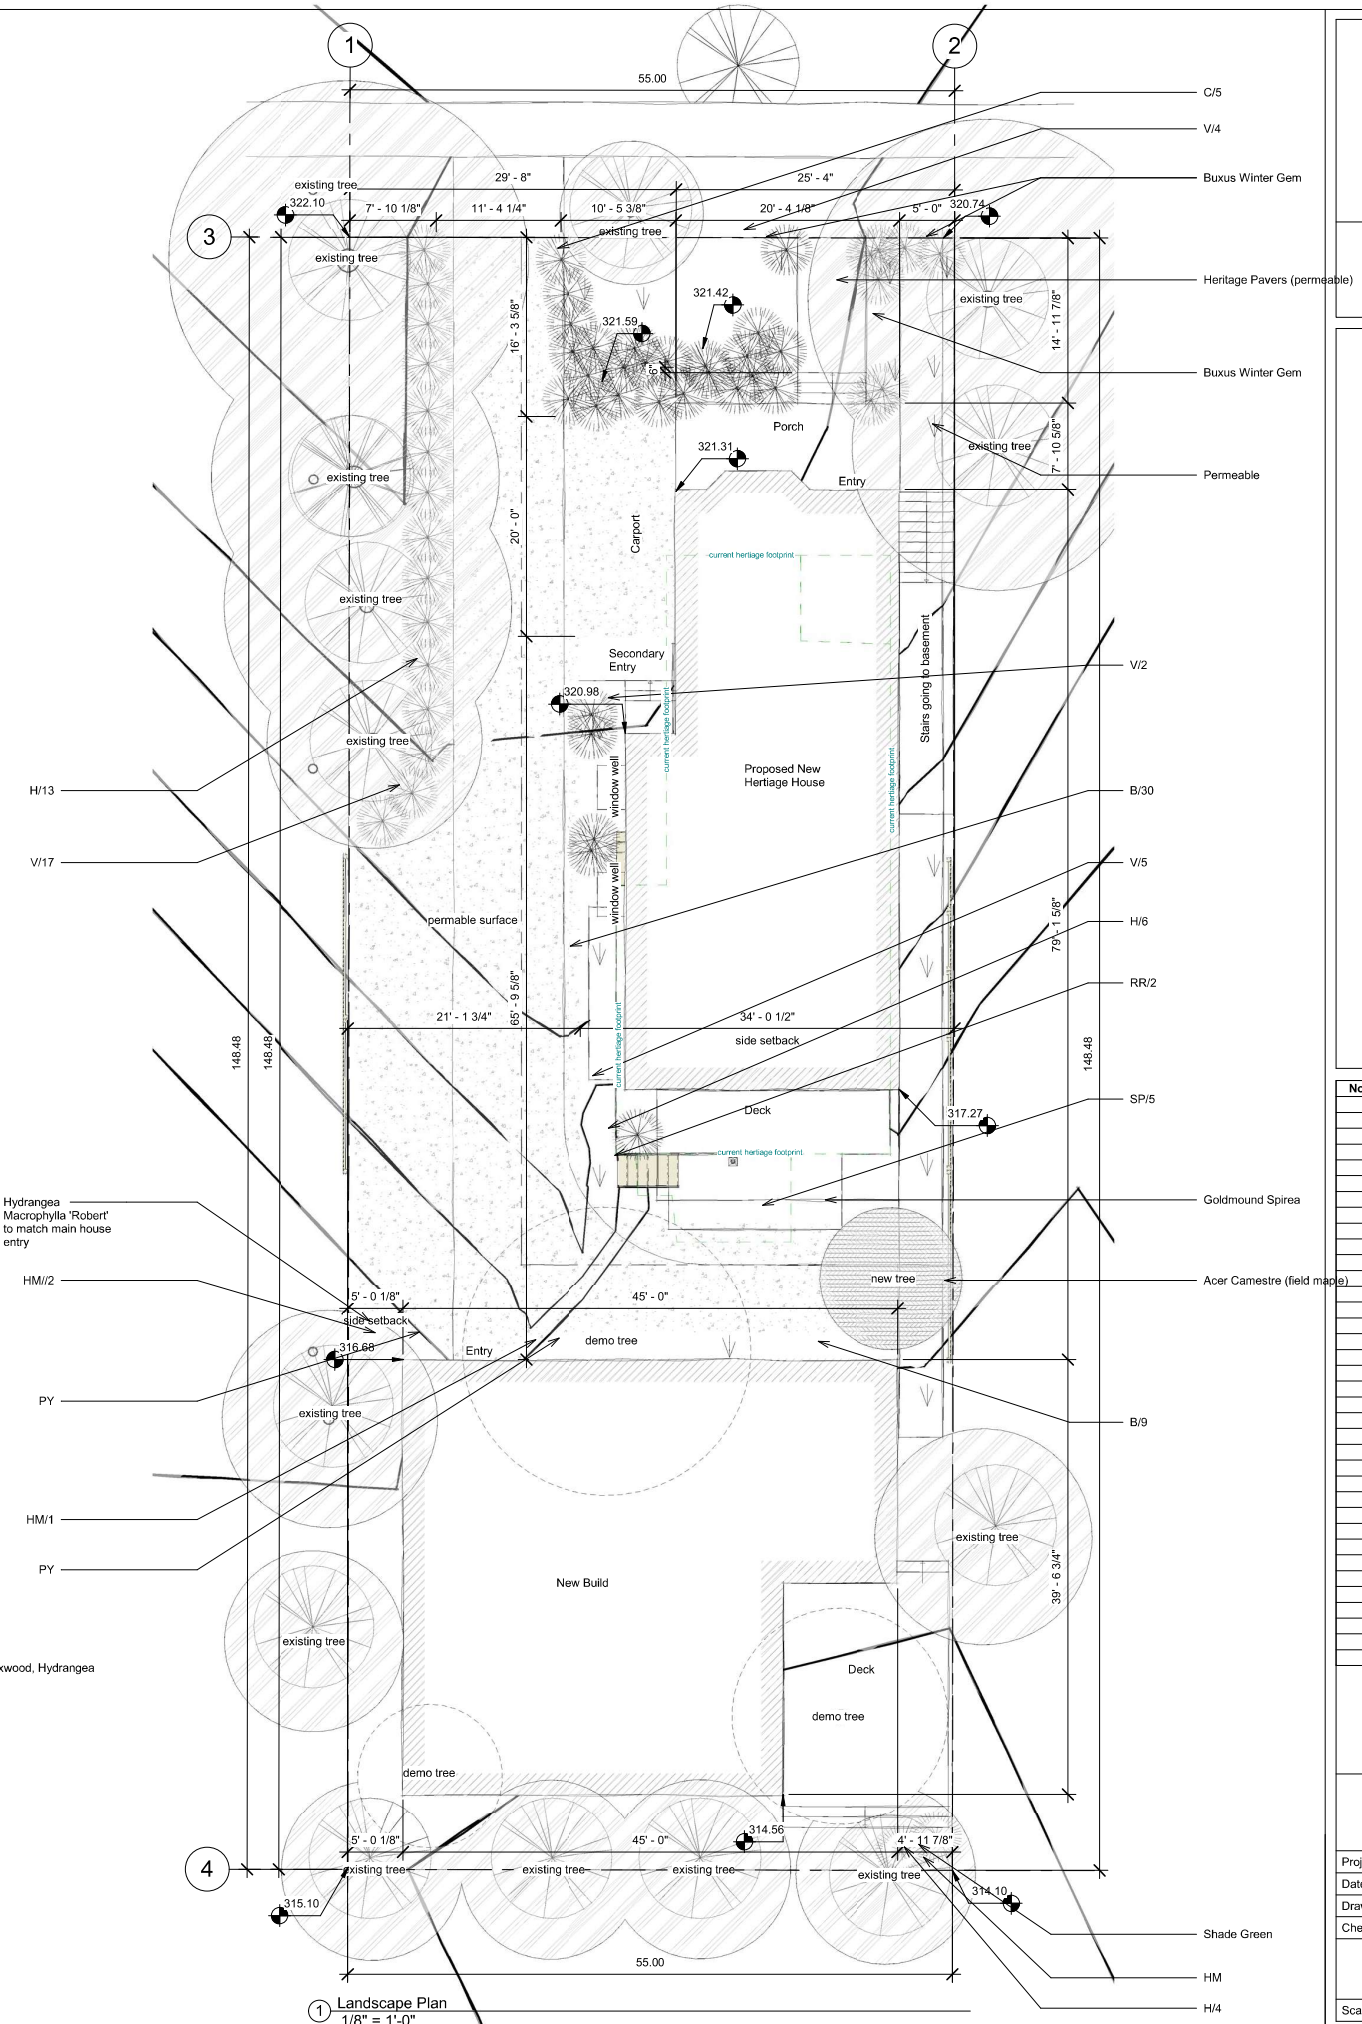 1
2
55.00
C/5
V/4
29' - 8"
25' - 4"
Buxus Winter Gem
existing tree
322.10
7' - 10 1/8"
11' - 4 1/4"
10' - 5 3/8"
20' - 4 1/8"
5' - 0"
320.74
3
existing tree
existing tree
Heritage Pavers (permeable)
321.42
existing tree
321.59
16' - 3 5/8"
14' - 11 7/8"
6"
Buxus Winter Gem
Porch
7' - 10 5/8"
321.31
existing tree
existing tree
Entry
Permeable
20' - 0"
Carport
current hertiage footprint
existing tree
Stairs going to basement
Secondary
Entry
V/2
320.98
current hertiage footprint
existing tree
window well
Proposed New
Hertiage House
current hertiage footprint
H/13
B/30
V/17
V/5
window well
permable surface
79' - 1 5/8"
H/6
65' - 9 5/8"
RR/2
21' - 1 3/4"
34' - 0 1/2"
side setback
current hertiage footprint
148.48
148.48
148.48
No
Deck
317.27
SP/5
current hertiage footprint
Hydrangea
Macrophylla 'Robert'
to match main house
entry
Goldmound Spirea
HM//2
new tree
Acer Camestre (field maple)
5' - 0 1/8"
45' - 0"
side setback
demo tree
316.68
Entry
PY
existing tree
B/9
HM/1
existing tree
PY
New Build
39' - 6 3/4"
existing tree
xwood, Hydrangea
Deck
demo tree
demo tree
314.56
5' - 0 1/8"
45' - 0"
4' - 11 7/8"
4
existing tree
existing tree
existing tree
existing tree
315.10
314.10
Proj
Date
Draw
Che
Shade Green
55.00
HM
1
Landscape Plan
1/8" = 1'-0"
H/4
Sca